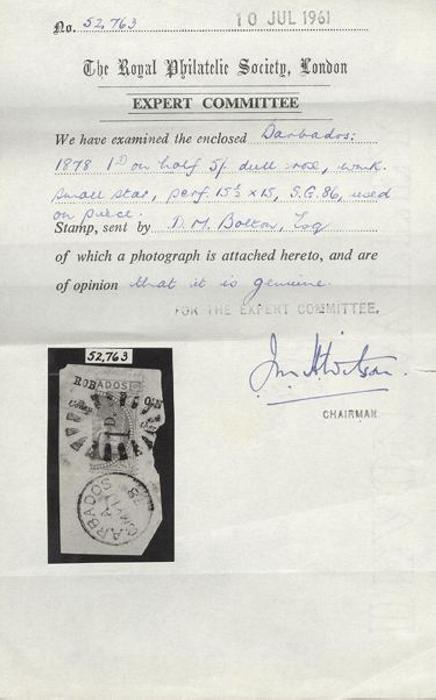 No. 52,763
10 JUL 1961
The Royal Philatelic Society, London
EXPERT COMMITTEE
We have examined the enclosed Barbados:
1878 1D on half 5/ dull rose, wmk.
small star, perf 15½ x 15, S.G. 86, used
on piece.
Stamp, sent by D. M. Bolton, Esq
of which a photograph is attached hereto, and are
of opinion that it is genuine.
FOR THE EXPERT COMMITTEE.
CHAIRMAN
52,763
BARBADOS
1D.
BARBADOS
A